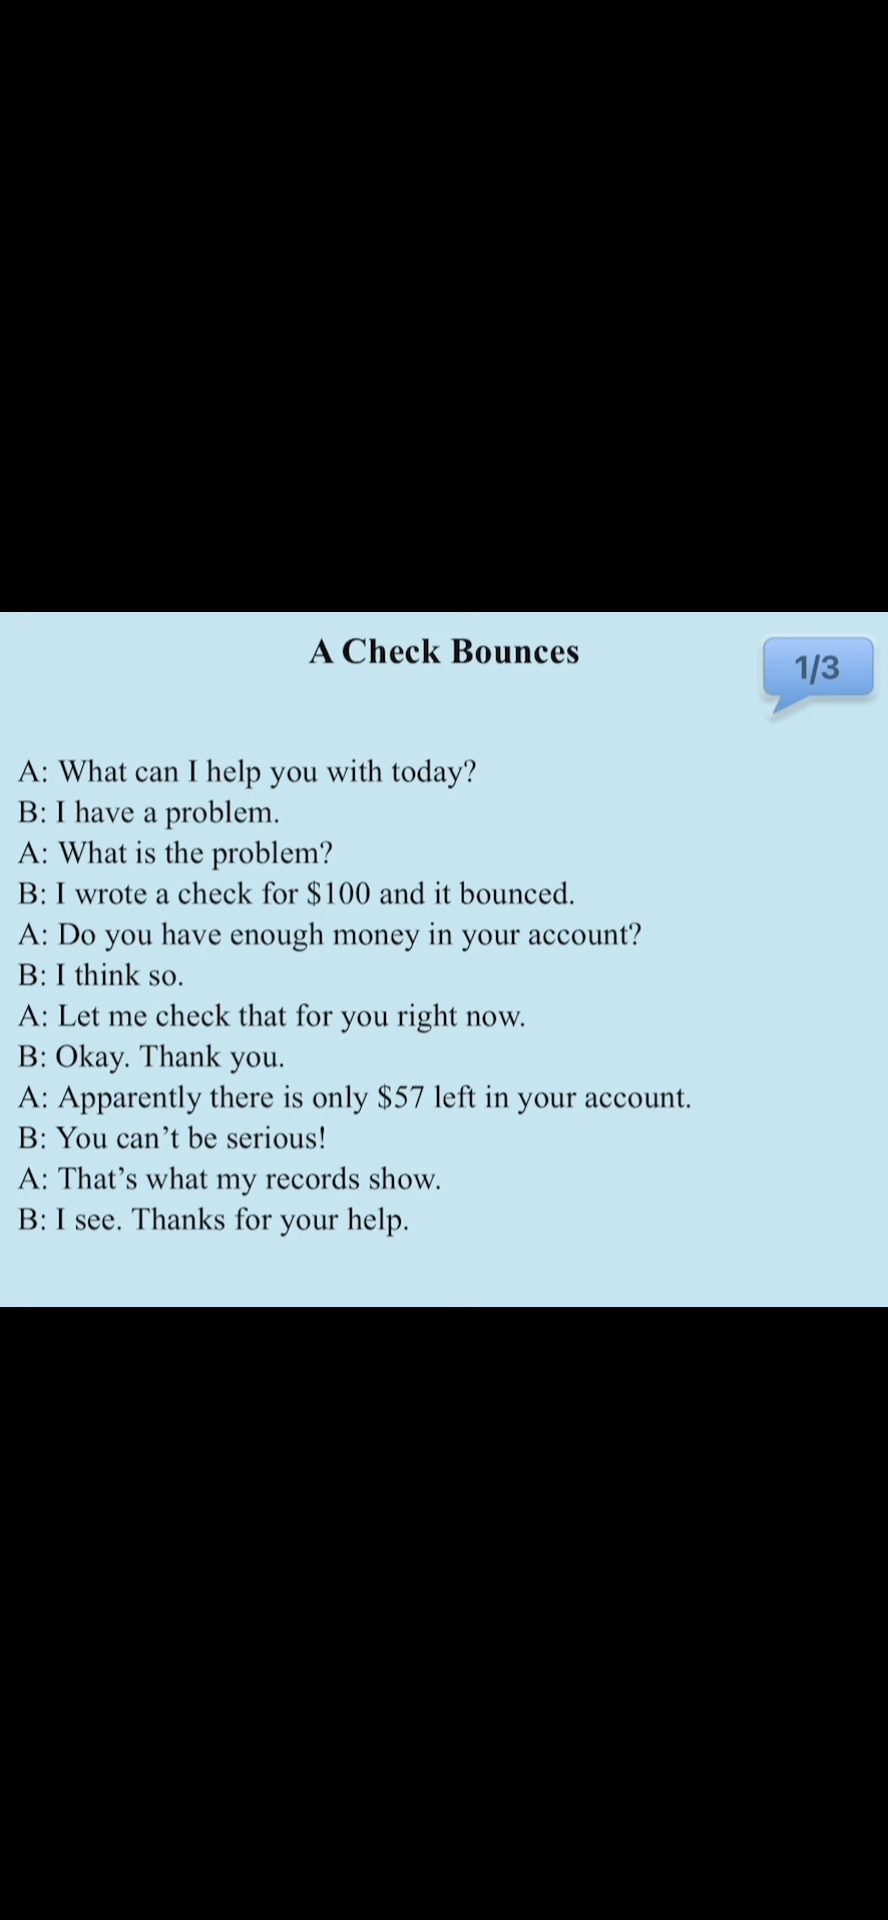 A Check Bounces
1/3
A: What can I help you with today?
B: I have a problem.
A: What is the problem?
B: I wrote a check for $100 and it bounced.
A: Do you have enough money in your account?
B: I think so.
A: Let me check that for you right now.
B: Okay. Thank you.
A: Apparently there is only $57 left in your account.
B: You can’t be serious!
A: That’s what my records show.
B: I see. Thanks for your help.